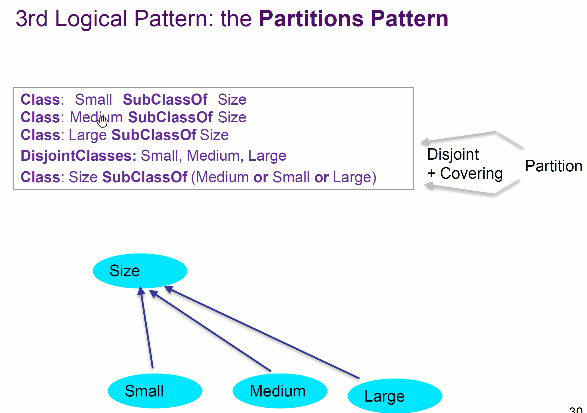 3rd Logical Pattern: the Partitions Pattern
Class: Small SubClassOf Size
Class: Medium SubClassOf Size
Class: Large SubClassOf Size
DisjointClasses: Small, Medium, Large
Class: Size SubClassOf (Medium or Small or Large)
Disjoint
+ Covering
Partition
Size
Small
Medium
Large
30